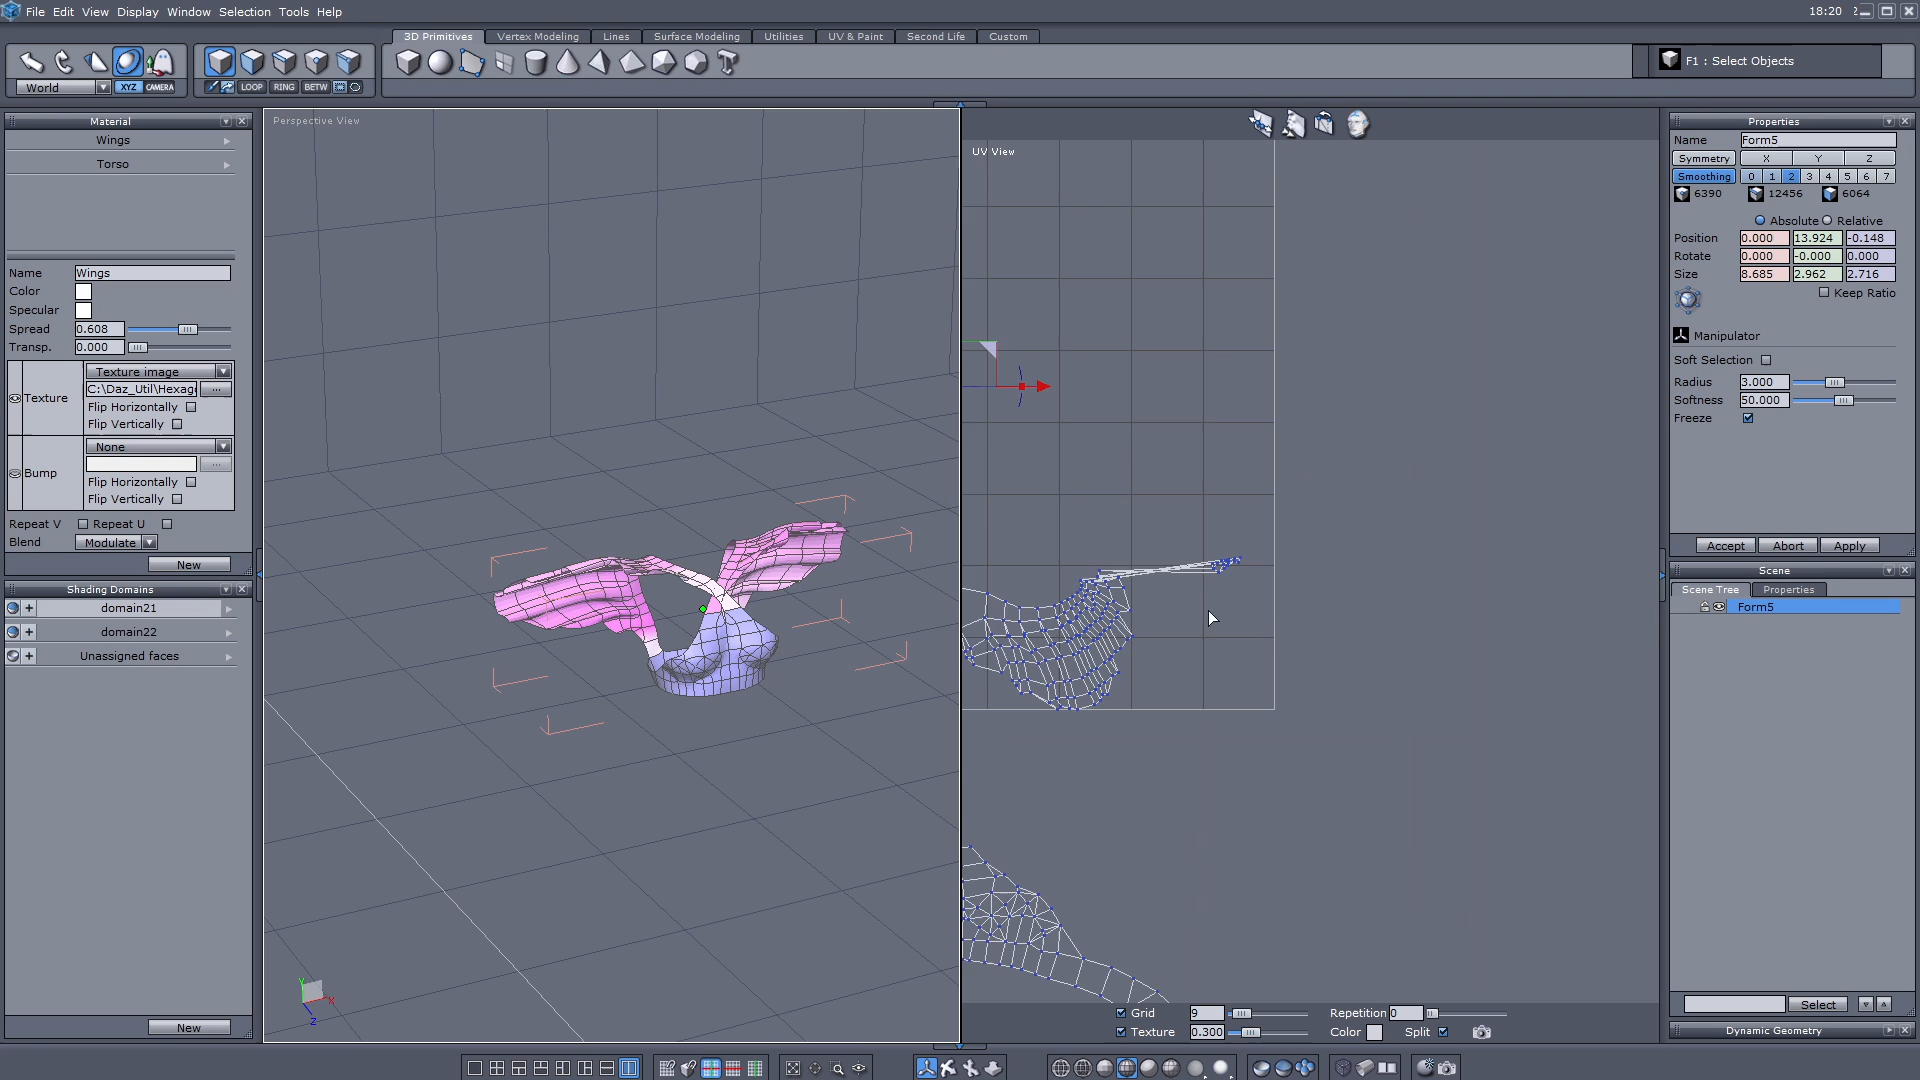 File Edit View Display Window Selection Tools Help
18:20
3D Primitives Vertex Modeling Lines Surface Modeling Utilities UV & Paint Second Life Custom
F1 : Select Objects
World XYZ CAMERA
LOOP RING BETW
Material
Wings
Torso
Name Wings
Color
Specular
Spread 0.608
Transp. 0.000
Texture image
Texture C:\Daz_Util\Hexag ...
Flip Horizontally
Flip Vertically
None
Bump ...
Flip Horizontally
Flip Vertically
Repeat V Repeat U
Blend Modulate
New
Shading Domains
domain21
domain22
Unassigned faces
New
Perspective View
Y
X
Z
UV View
Grid 9 Repetition 0
Texture 0.300 Color Split
Properties
Name Form5
Symmetry X Y Z
Smoothing 0 1 2 3 4 5 6 7
6390 12456 6064
Absolute Relative
Position 0.000 13.924 -0.148
Rotate 0.000 -0.000 0.000
Size 8.685 2.962 2.716
Keep Ratio
Manipulator
Soft Selection
Radius 3.000
Softness 50.000
Freeze
Accept Abort Apply
Scene
Scene Tree Properties
Form5
Select
Dynamic Geometry